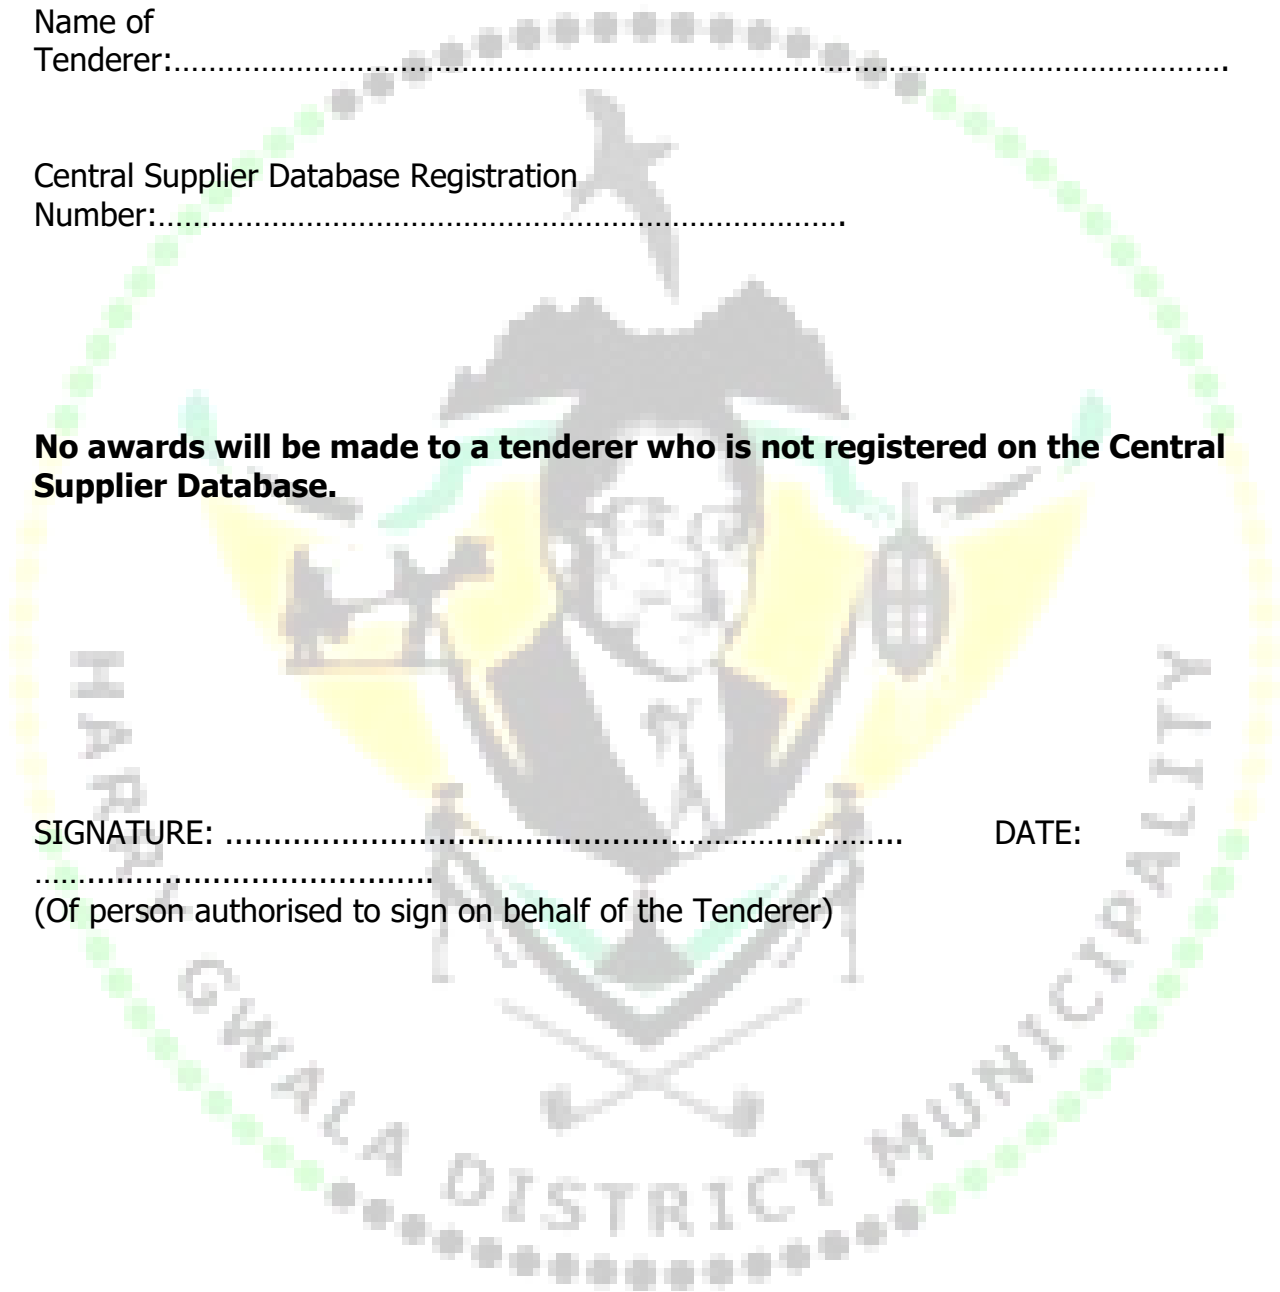 Name of
Tenderer:……………………………………………………………………………………………………………….
Central Supplier Database Registration
Number:…………………………………………………………………….
No awards will be made to a tenderer who is not registered on the Central
Supplier Database.
SIGNATURE: ..............................................……………......……... DATE:
……....................................
(Of person authorised to sign on behalf of the Tenderer)
HARRY GWALA DISTRICT MUNICIPALITY